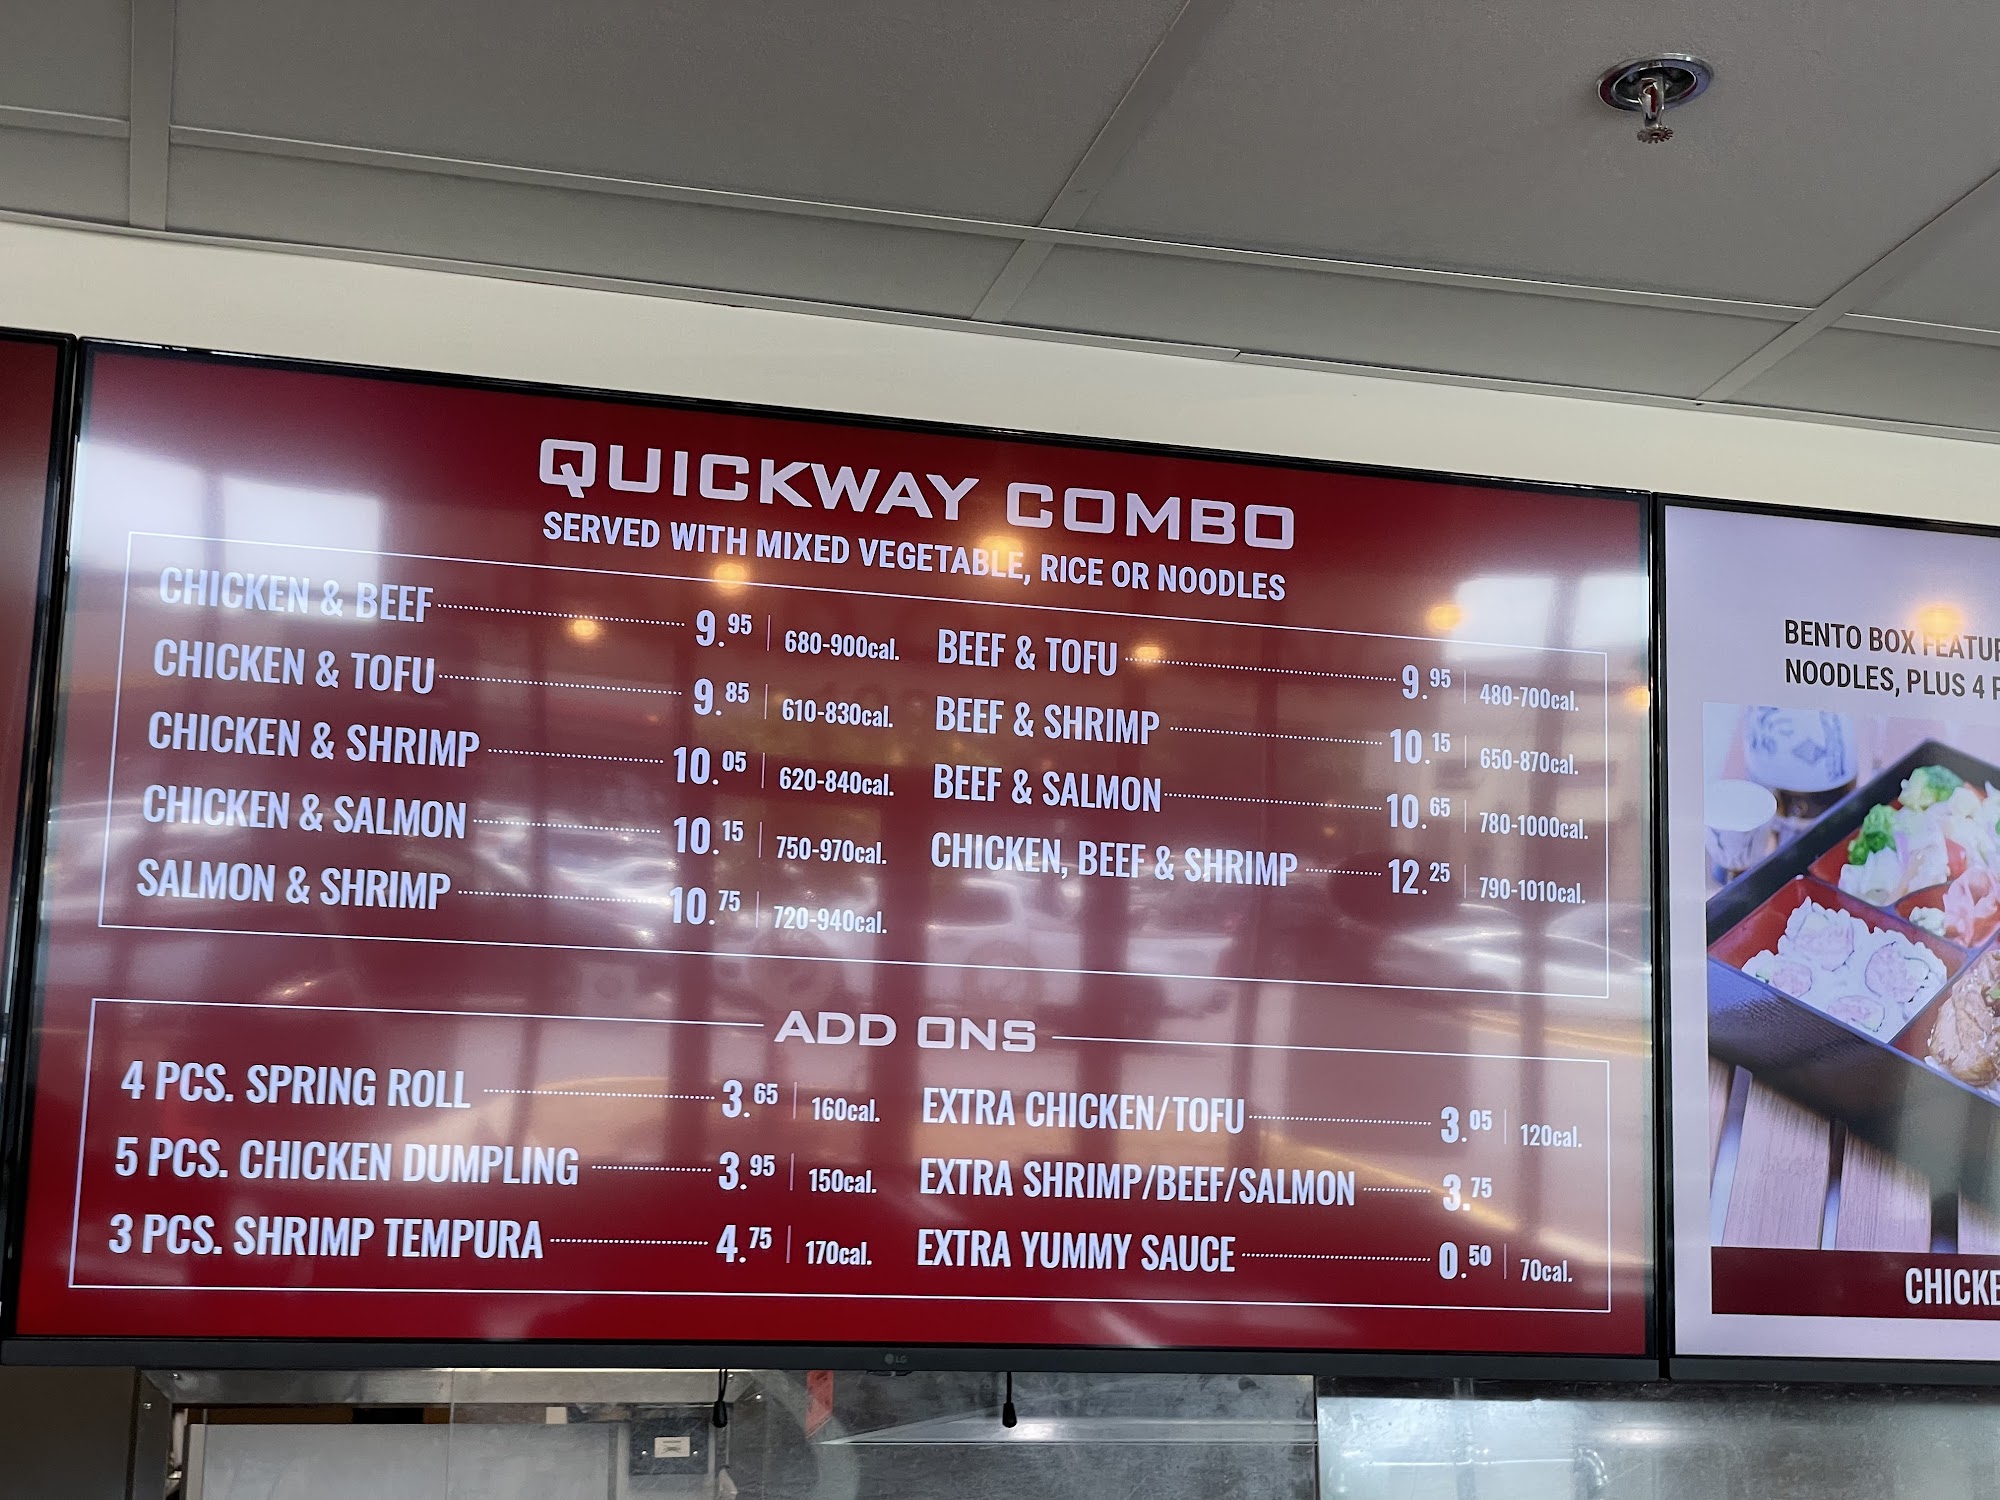 QUICKWAY COMBO
SERVED WITH MIXED VEGETABLE, RICE OR NOODLES
CHICKEN & BEEF 9.95 680-900cal.
CHICKEN & TOFU 9.85 610-830cal.
CHICKEN & SHRIMP 10.05 620-840cal.
CHICKEN & SALMON 10.15 750-970cal.
SALMON & SHRIMP 10.75 720-940cal.
BEEF & TOFU 9.95 480-700cal.
BEEF & SHRIMP 10.15 650-870cal.
BEEF & SALMON 10.65 780-1000cal.
CHICKEN, BEEF & SHRIMP 12.25 790-1010cal.
ADD ONS
4 PCS. SPRING ROLL 3.65 160cal.
5 PCS. CHICKEN DUMPLING 3.95 150cal.
3 PCS. SHRIMP TEMPURA 4.75 170cal.
EXTRA CHICKEN/TOFU 3.05 120cal.
EXTRA SHRIMP/BEEF/SALMON 3.75
EXTRA YUMMY SAUCE 0.50 70cal.
LG
BENTO BOX FEATUR
NOODLES, PLUS 4 P
CHICKE